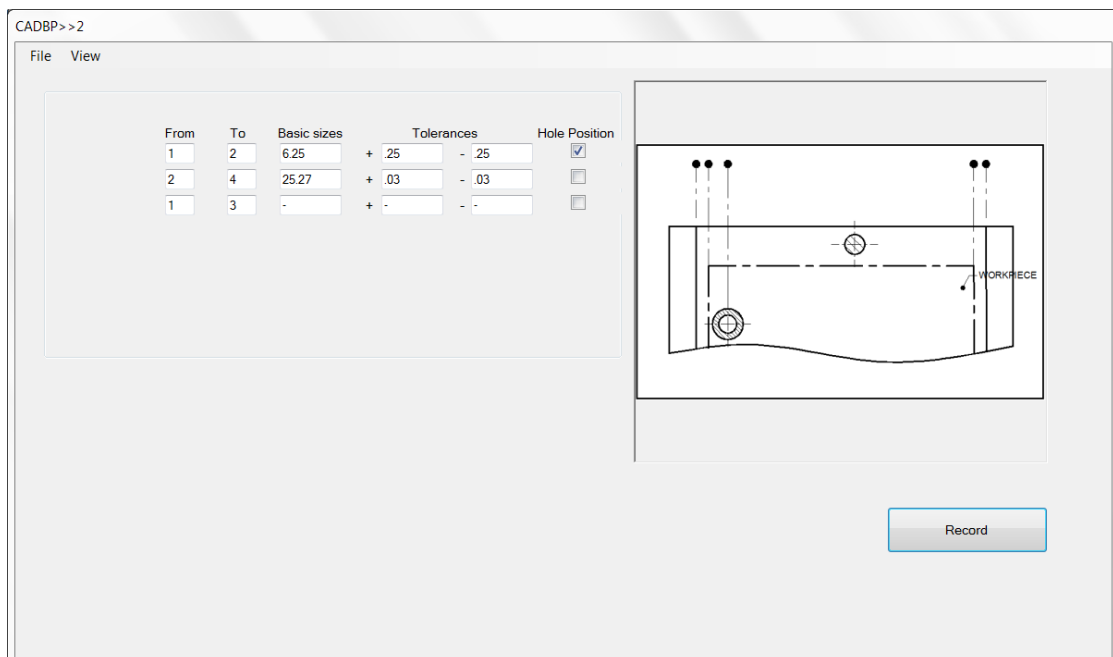 CADBP>>2
File View
From To Basic sizes Tolerances Hole Position
1 2 6.25 + .25 - .25
2 4 25.27 + .03 - .03
1 3 - + - - -
WORKPIECE
Record